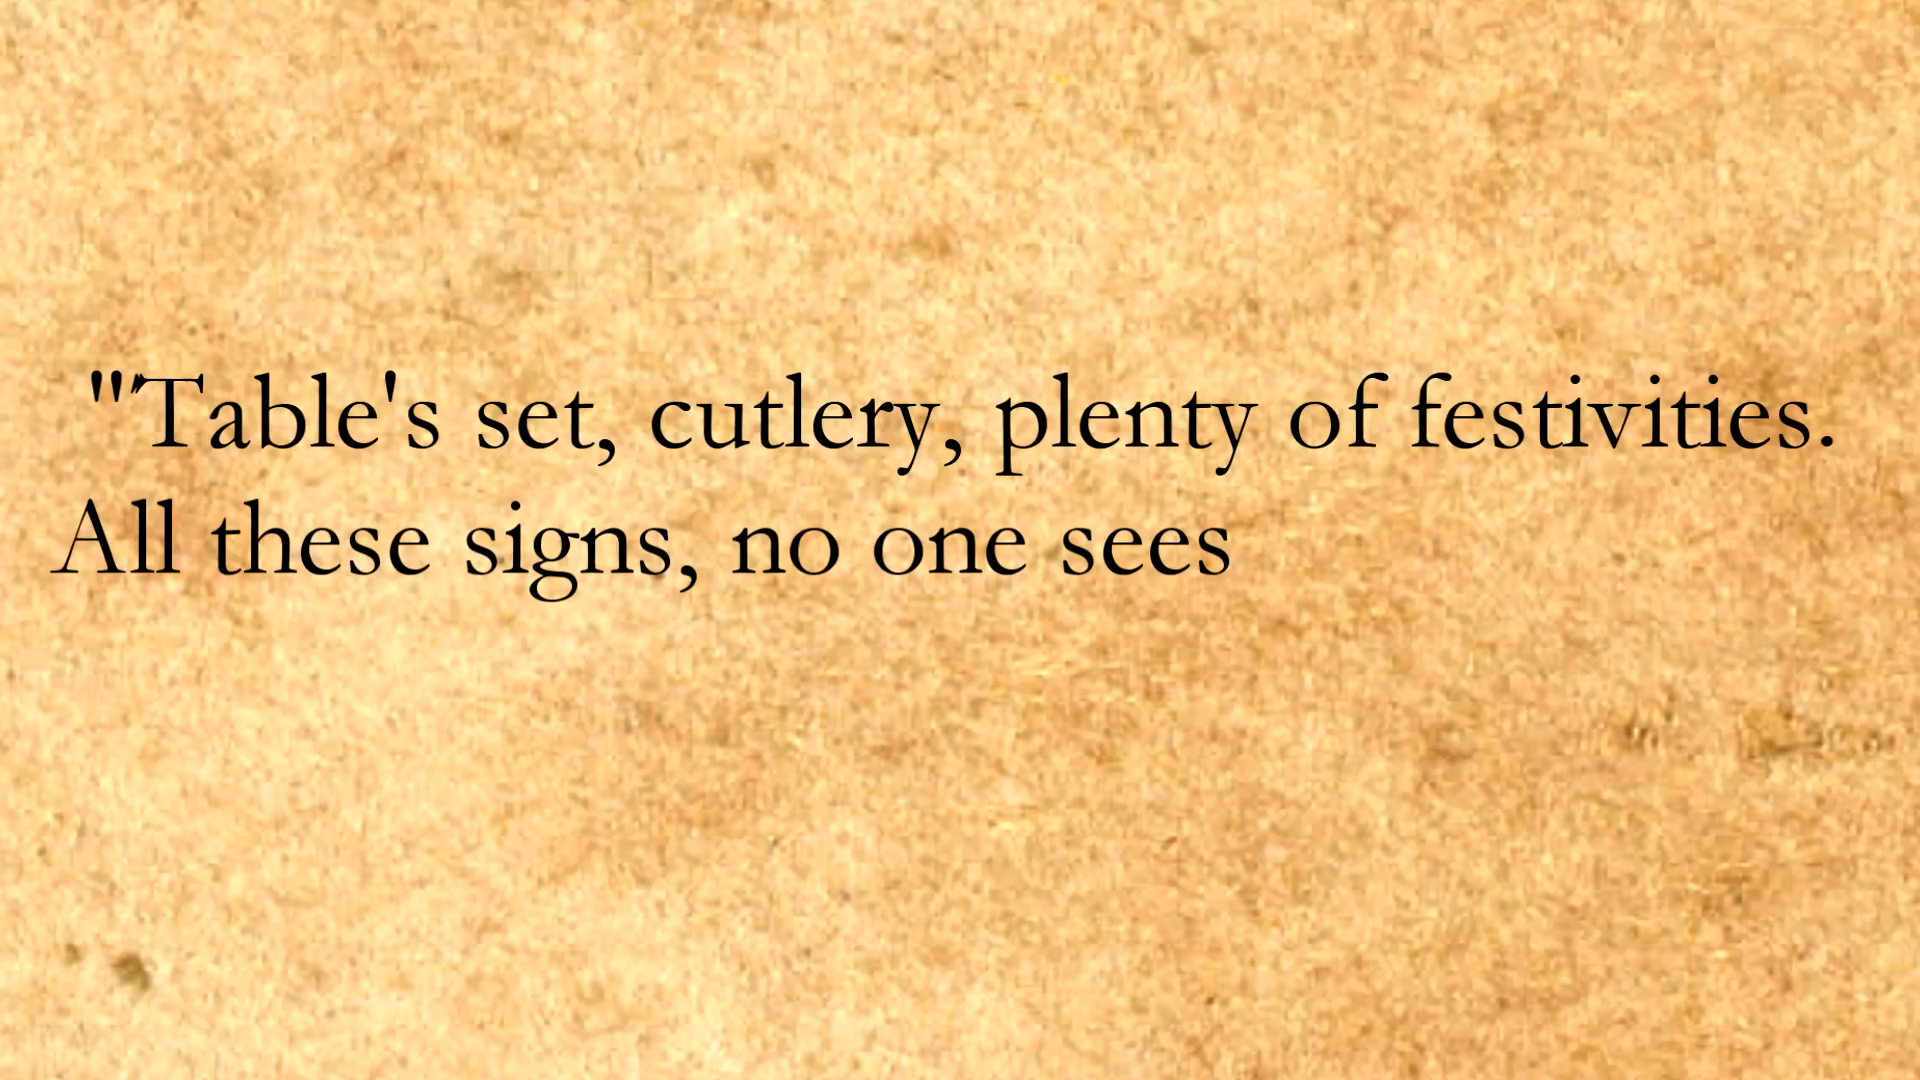 "'Table's set, cutlery, plenty of festivities.
All these signs, no one sees